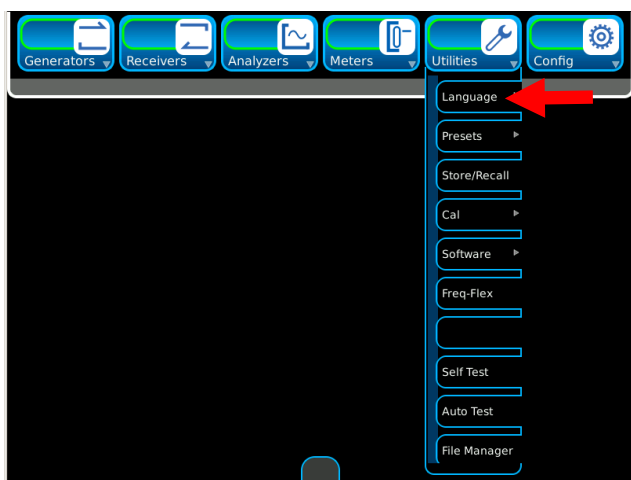 Generators
Receivers
Analyzers
Meters
Utilities
Config
Language
Presets
Store/Recall
Cal
Software
Freq-Flex
Self Test
Auto Test
File Manager